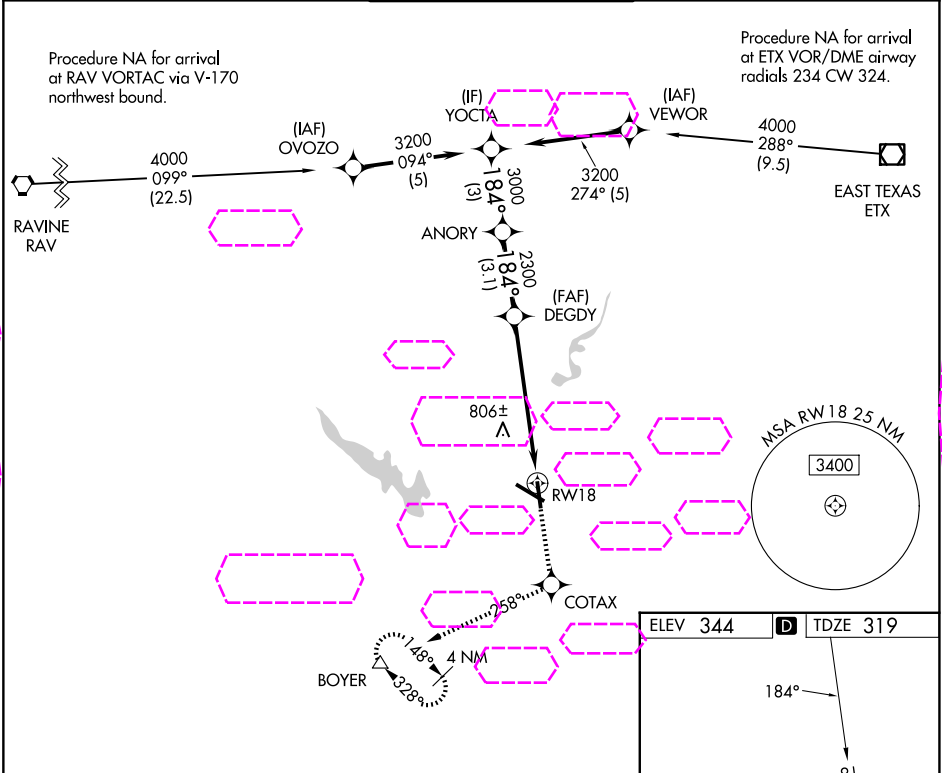 Procedure NA for arrival
at RAV VORTAC via V-170
northwest bound.
Procedure NA for arrival
at ETX VOR/DME airway
radials 234 CW 324.
(IAF)
OVOZO
(IF)
YOCTA
(IAF)
VEWOR
4000
099°
(22.5)
3200
094°
(5)
3200
274° (5)
4000
288°
(9.5)
RAVINE
RAV
EAST TEXAS
ETX
3000
184°
(3)
ANORY
2300
184°
(3.1)
(FAF)
DEGDY
806±
RW18
MSA RW18 25 NM
3400
COTAX
258°
148°
4 NM
328°
BOYER
ELEV 344
D
TDZE 319
184°